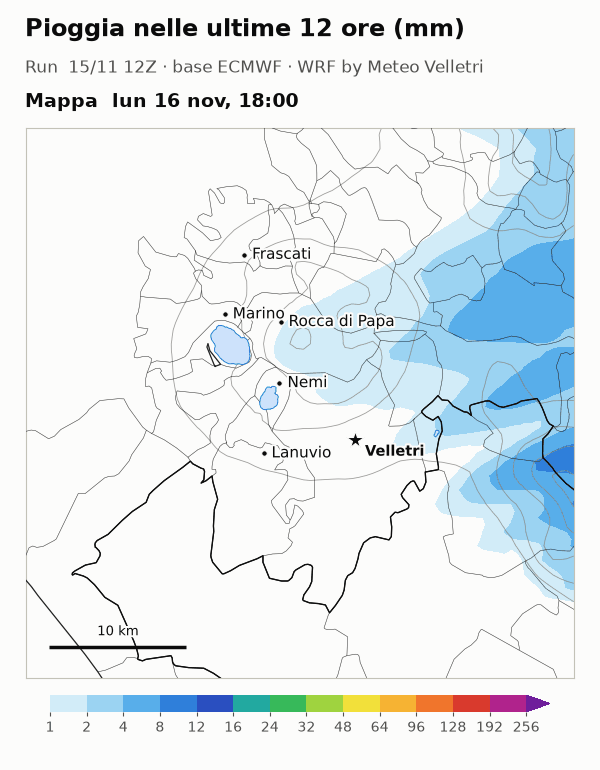 Pioggia nelle ultime 12 ore (mm)
Run  15/11 12Z · base ECMWF · WRF by Meteo Velletri
Mappa  lun 16 nov, 18:00
Frascati
Marino
Rocca di Papa
Nemi
Velletri
Lanuvio
10 km
1 2 4 8 12 16 24 32 48 64 96 128 192 256